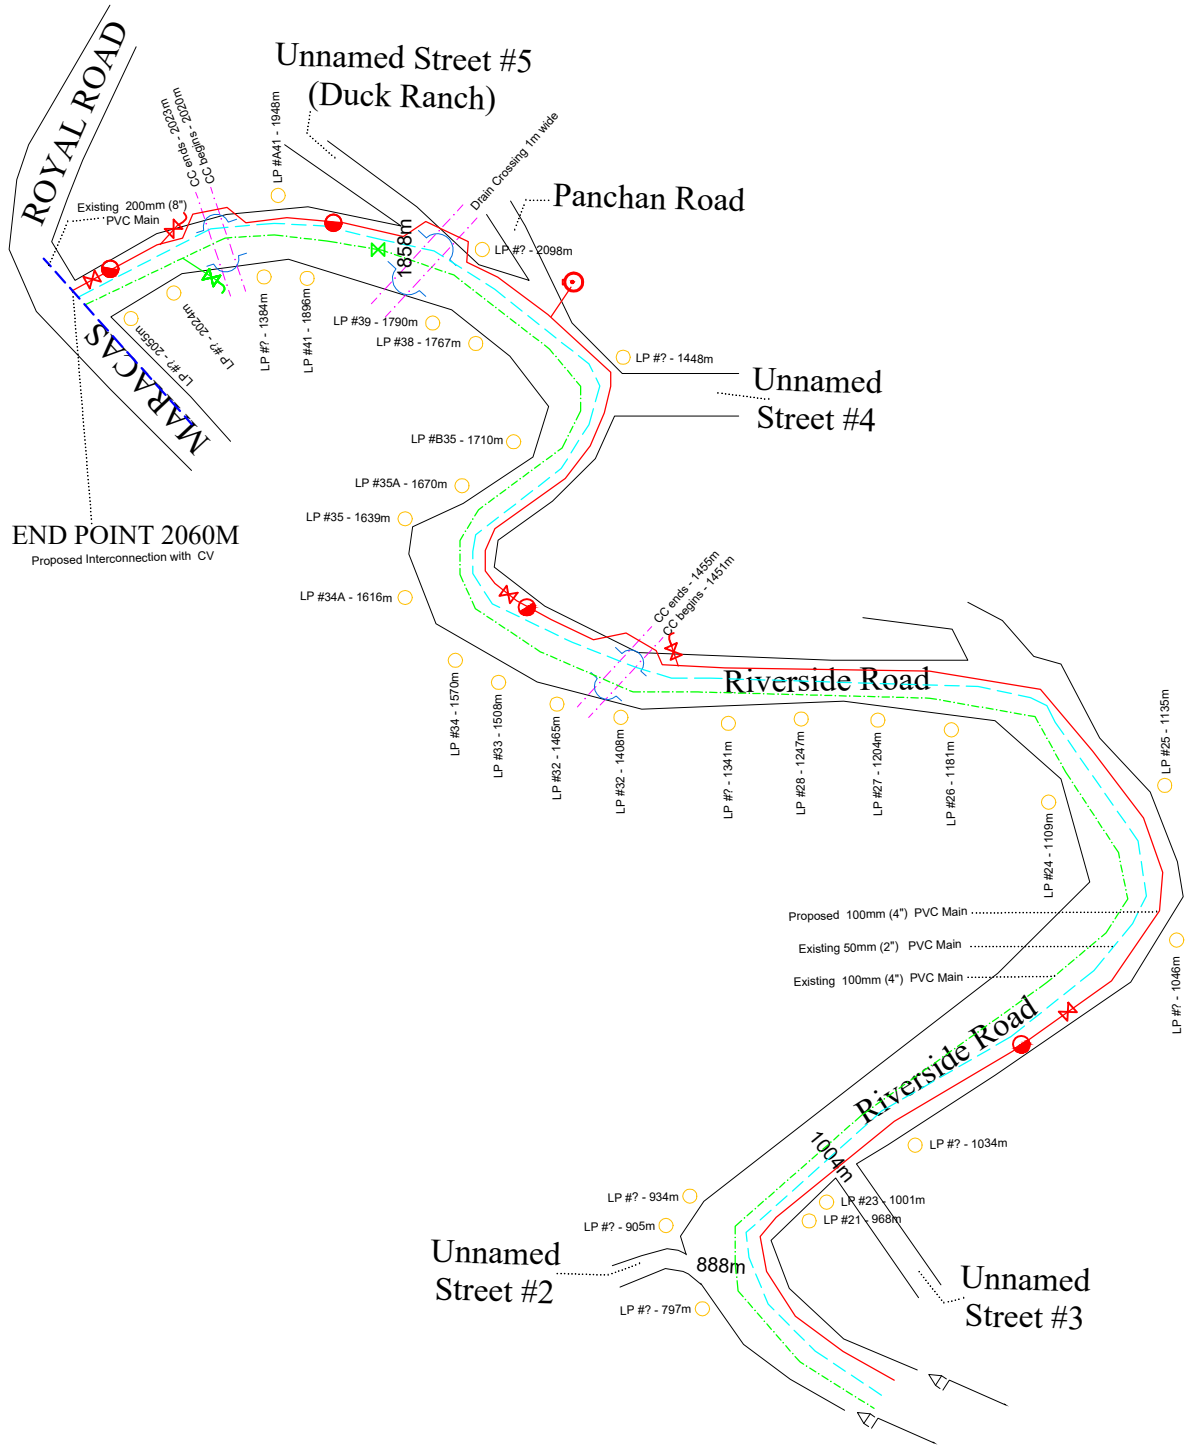 ROYAL ROAD
Unnamed Street #5
(Duck Ranch)
CC ends - 2023m
CC begins - 2020m
LP #A41 - 1948m
Drain Crossing 1m wide
Panchan Road
Existing 200mm (8")
PVC Main
1858m
LP #? - 2098m
LP #? - 2055m
LP #? - 2024m
LP #? - 1384m
LP #41 - 1896m
LP #39 - 1790m
LP #38 - 1767m
LP #? - 1448m
MARACAS
Unnamed
Street #4
LP #B35 - 1710m
LP #35A - 1670m
LP #35 - 1639m
END POINT 2060M
Proposed Interconnection with CV
LP #34A - 1616m
CC ends - 1455m
CC begins - 1451m
Riverside Road
LP #34 - 1570m
LP #33 - 1508m
LP #32 - 1465m
LP #32 - 1408m
LP #? - 1341m
LP #28 - 1247m
LP #27 - 1204m
LP #26 - 1181m
LP #25 - 1135m
LP #24 - 1109m
Proposed 100mm (4") PVC Main
Existing 50mm (2") PVC Main
Existing 100mm (4") PVC Main
LP #? - 1046m
Riverside Road
1004m
LP #? - 1034m
LP #? - 934m
LP #23 - 1001m
LP #? - 905m
LP #21 - 968m
Unnamed
Street #2
888m
Unnamed
Street #3
LP #? - 797m